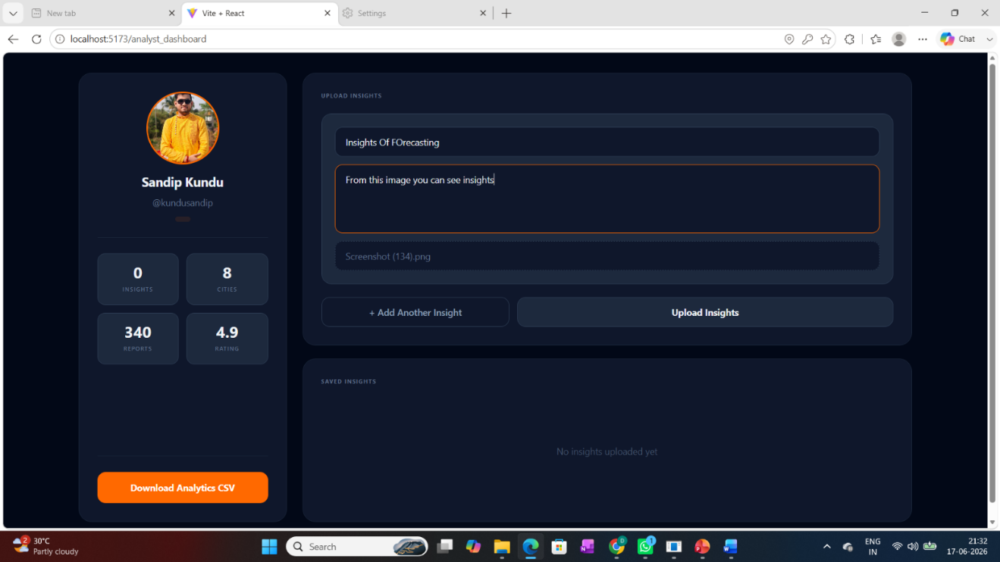 New tab
Vite + React
Settings
localhost:5173/analyst_dashboard
Chat
Sandip Kundu
@kundusandip
0
INSIGHTS
8
CITIES
340
REPORTS
4.9
RATING
Download Analytics CSV
UPLOAD INSIGHTS
Insights Of FOrecasting
From this image you can see insights
Screenshot (134).png
+ Add Another Insight
Upload Insights
SAVED INSIGHTS
No insights uploaded yet
2
30°C
Partly cloudy
Search
D
1
ENG
IN
21:32
17-06-2026